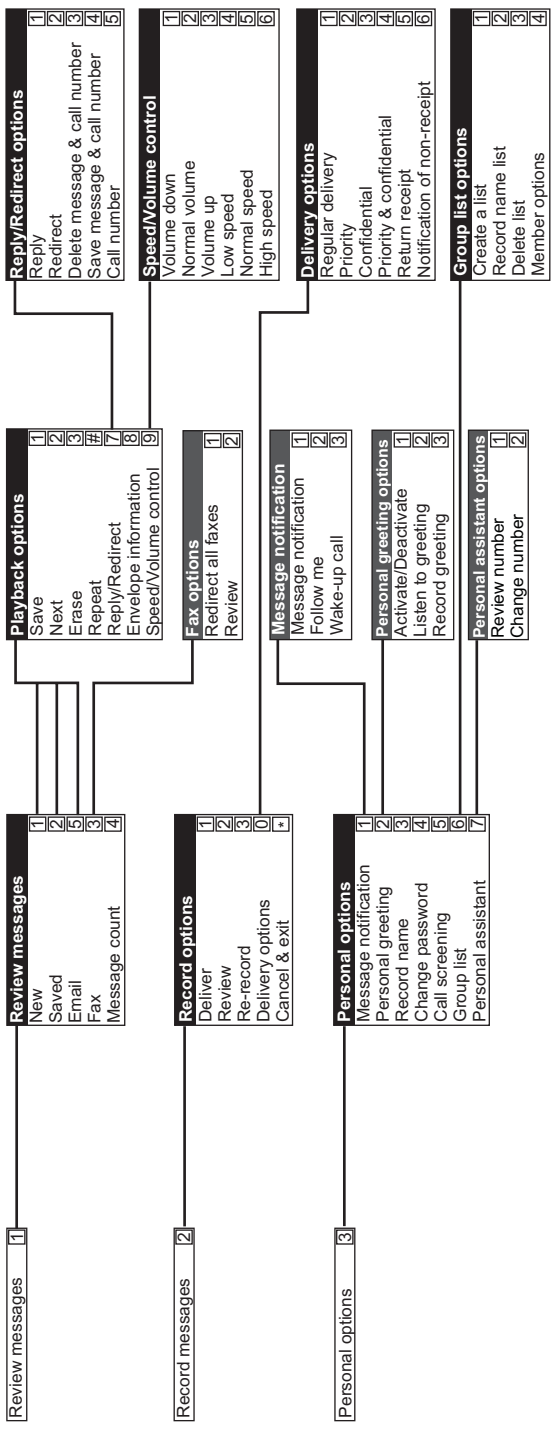 Review messages 1
Record messages 2
Personal options 3
Review messages
New 1
Saved 2
Email 5
Fax 3
Message count 4
Record options
Deliver 1
Review 2
Re-record 3
Delivery options 0
Cancel & exit *
Personal options
Message notification 1
Personal greeting 2
Record name 3
Change password 4
Call screening 5
Group list 6
Personal assistant 7
Playback options
Save 1
Next 2
Erase 3
Repeat #
Reply/Redirect 7
Envelope information 8
Speed/Volume control 9
Fax options
Redirect all faxes 1
Review 2
Message notification
Message notification 1
Follow me 2
Wake-up call 3
Personal greeting options
Activate/Deactivate 1
Listen to greeting 2
Record greeting 3
Personal assistant options
Review number 1
Change number 2
Reply/Redirect options
Reply 1
Redirect 2
Delete message & call number 3
Save message & call number 4
Call number 5
Speed/Volume control
Volume down 1
Normal volume 2
Volume up 3
Low speed 4
Normal speed 5
High speed 6
Delivery options
Regular delivery 1
Priority 2
Confidential 3
Priority & confidential 4
Return receipt 5
Notification of non-receipt 6
Group list options
Create a list 1
Record name list 2
Delete list 3
Member options 4